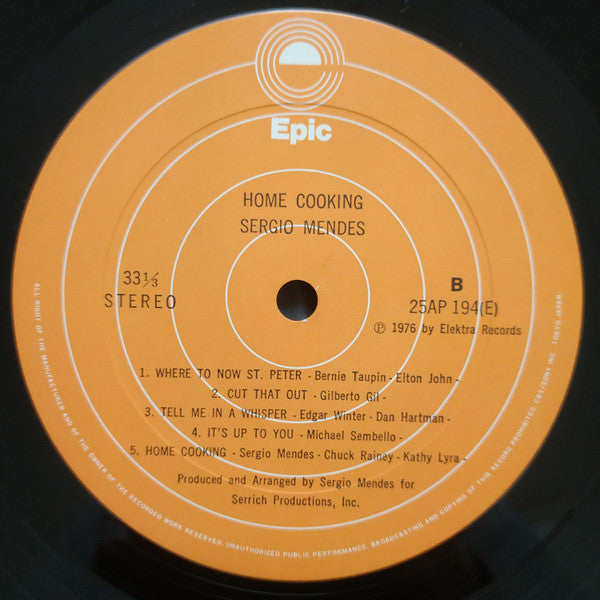 Epic
HOME COOKING
SERGIO MENDES
33⅓
STEREO
B
25AP 194(E)
Ⓟ 1976 by Elektra Records
1. WHERE TO NOW ST. PETER - Bernie Taupin - Elton John -
2. CUT THAT OUT - Gilberto Gil -
3. TELL ME IN A WHISPER - Edgar Winter - Dan Hartman -
4. IT'S UP TO YOU - Michael Sembello -
5. HOME COOKING - Sergio Mendes - Chuck Rainey - Kathy Lyra -
Produced and Arranged by Sergio Mendes for
Serrich Productions, Inc.
ALL RIGHT OF THE MANUFACTURER AND OF THE OWNER OF THE RECORDED WORK RESERVED. UNAUTHORIZED PUBLIC PERFORMANCE. BROADCASTING AND COPYING OF THIS RECORD PROHIBITED. CBS/SONY INC. TOKYO JAPAN.